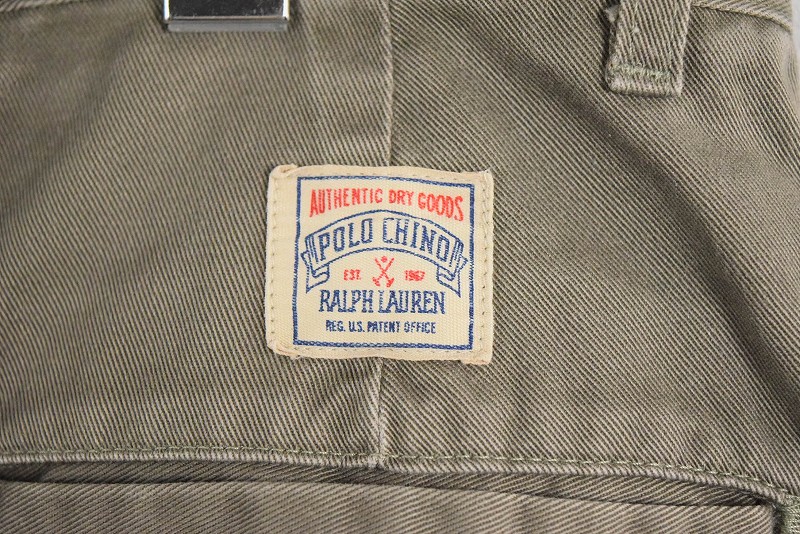 AUTHENTIC DRY GOODS
POLO CHINO
EST. 1967
RALPH LAUREN
REG. U.S. PATENT OFFICE